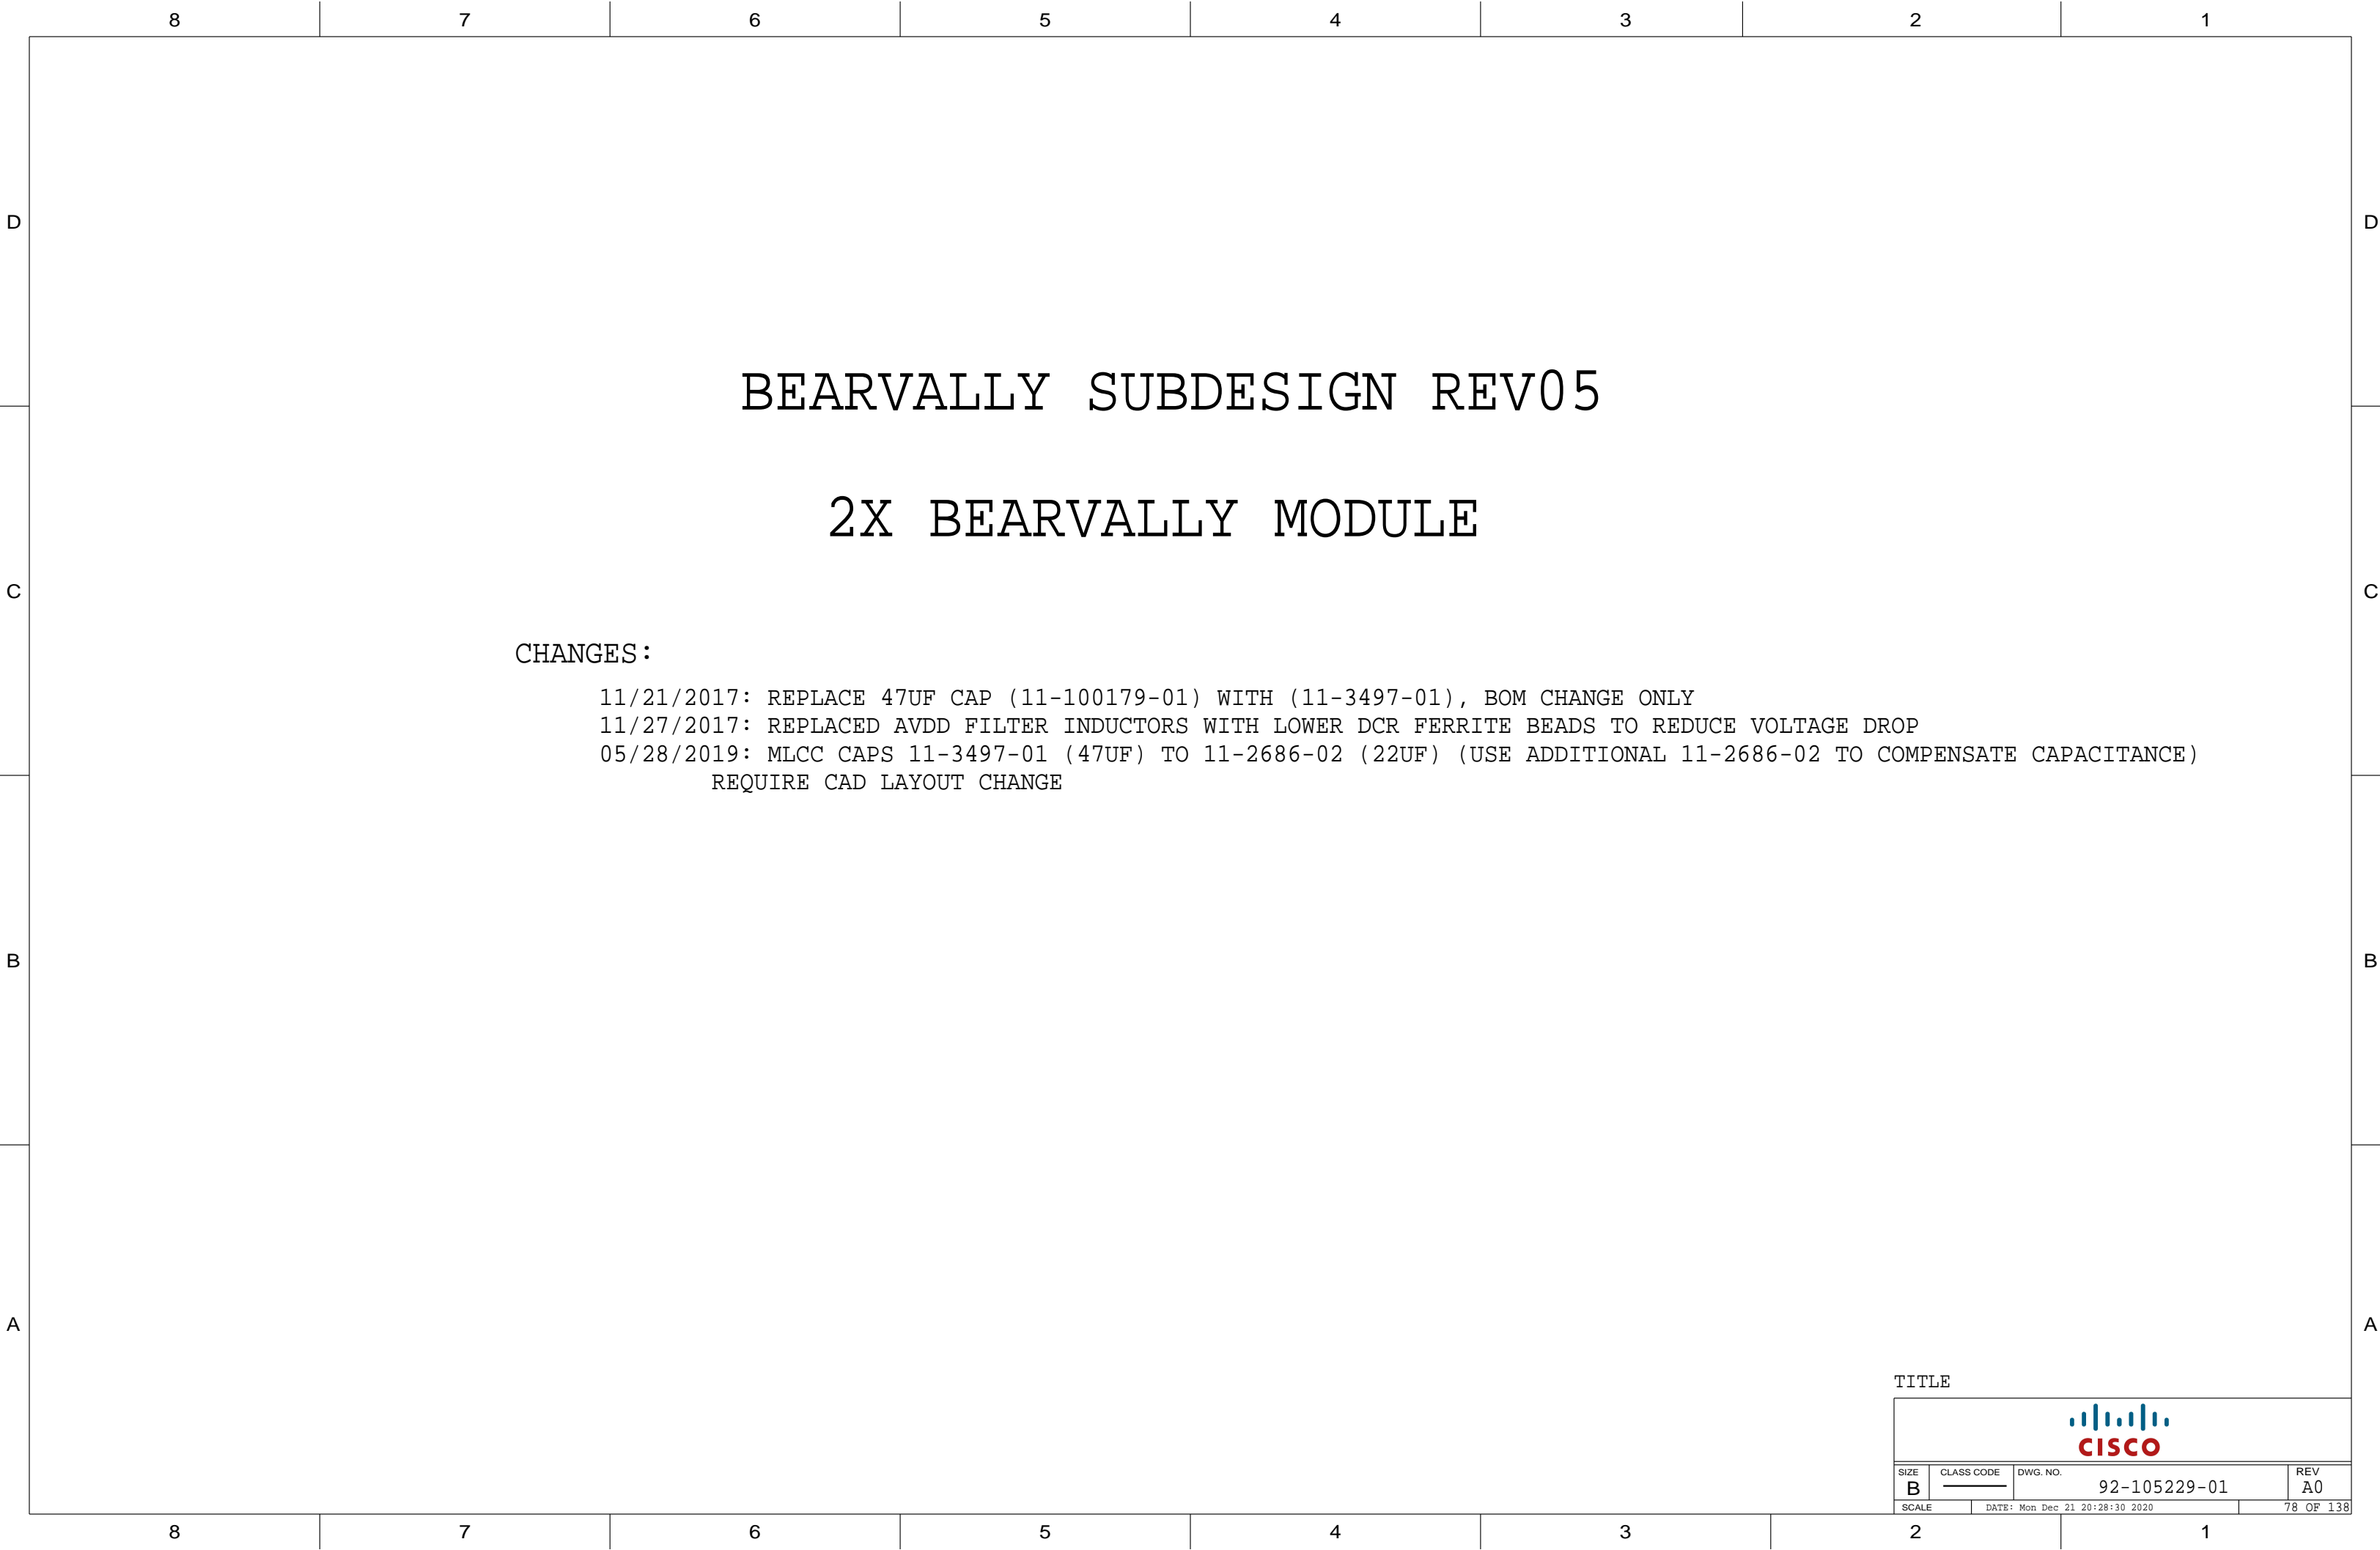 8 7 6 5 4 3 2 1
D D
BEARVALLY SUBDESIGN REV05
2X BEARVALLY MODULE
C C
CHANGES:
11/21/2017: REPLACE 47UF CAP (11-100179-01) WITH (11-3497-01), BOM CHANGE ONLY
11/27/2017: REPLACED AVDD FILTER INDUCTORS WITH LOWER DCR FERRITE BEADS TO REDUCE VOLTAGE DROP
05/28/2019: MLCC CAPS 11-3497-01 (47UF) TO 11-2686-02 (22UF) (USE ADDITIONAL 11-2686-02 TO COMPENSATE CAPACITANCE)
REQUIRE CAD LAYOUT CHANGE
B B
A A
TITLE
CISCO
SIZE CLASS CODE DWG. NO. REV
B 92-105229-01 A0
SCALE DATE: Mon Dec 21 20:28:30 2020 78 OF 138
8 7 6 5 4 3 2 1